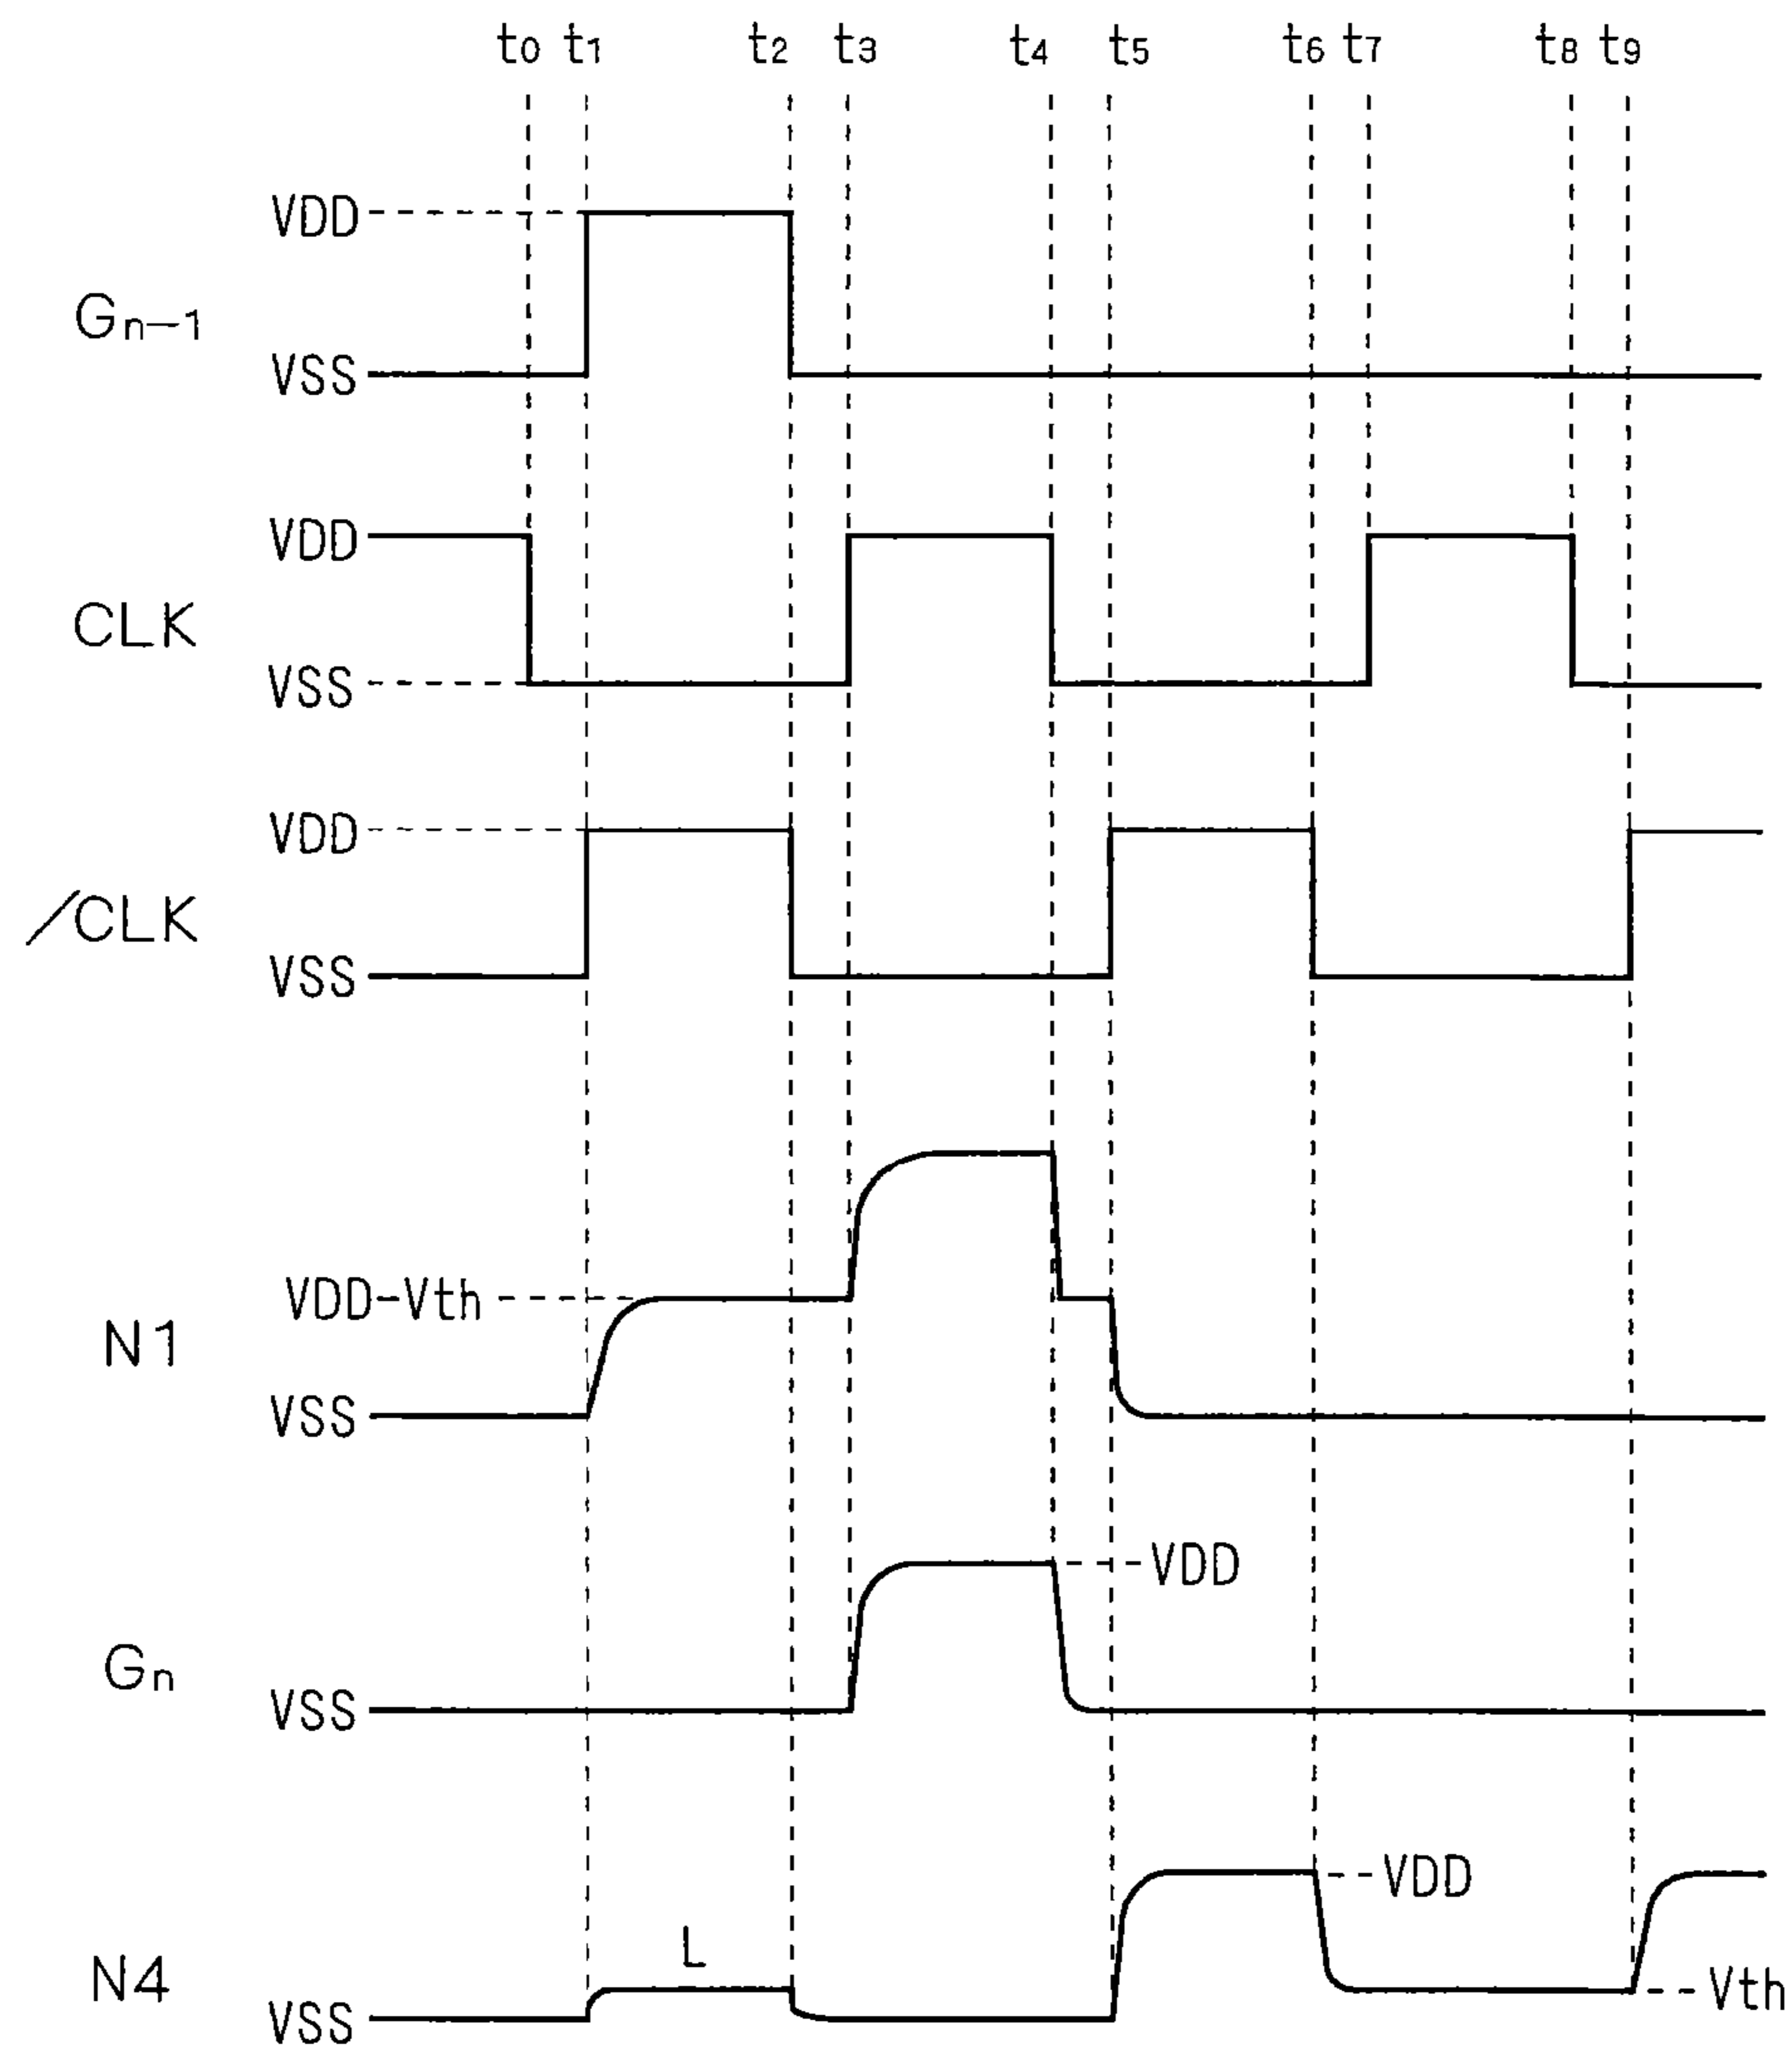 t0 t1 t2 t3 t4 t5 t6 t7 t8 t9
VDD
Gn-1
VSS
VDD
CLK
VSS
VDD
/CLK
VSS
VDD-Vth
N1
VSS
VDD
Gn
VSS
VDD
L
N4
Vth
VSS